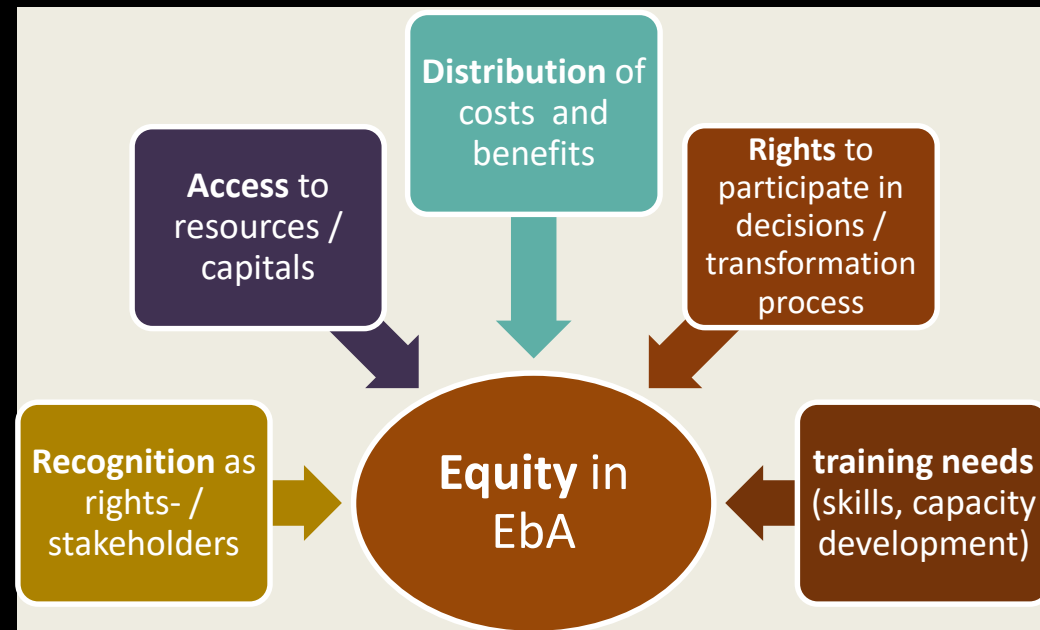 Distribution of
costs and
benefits
Access to
resources /
capitals
Rights to
participate in
decisions /
transformation
process
Recognition as
rights- /
stakeholders
Equity in
EbA
training needs
(skills, capacity
development)